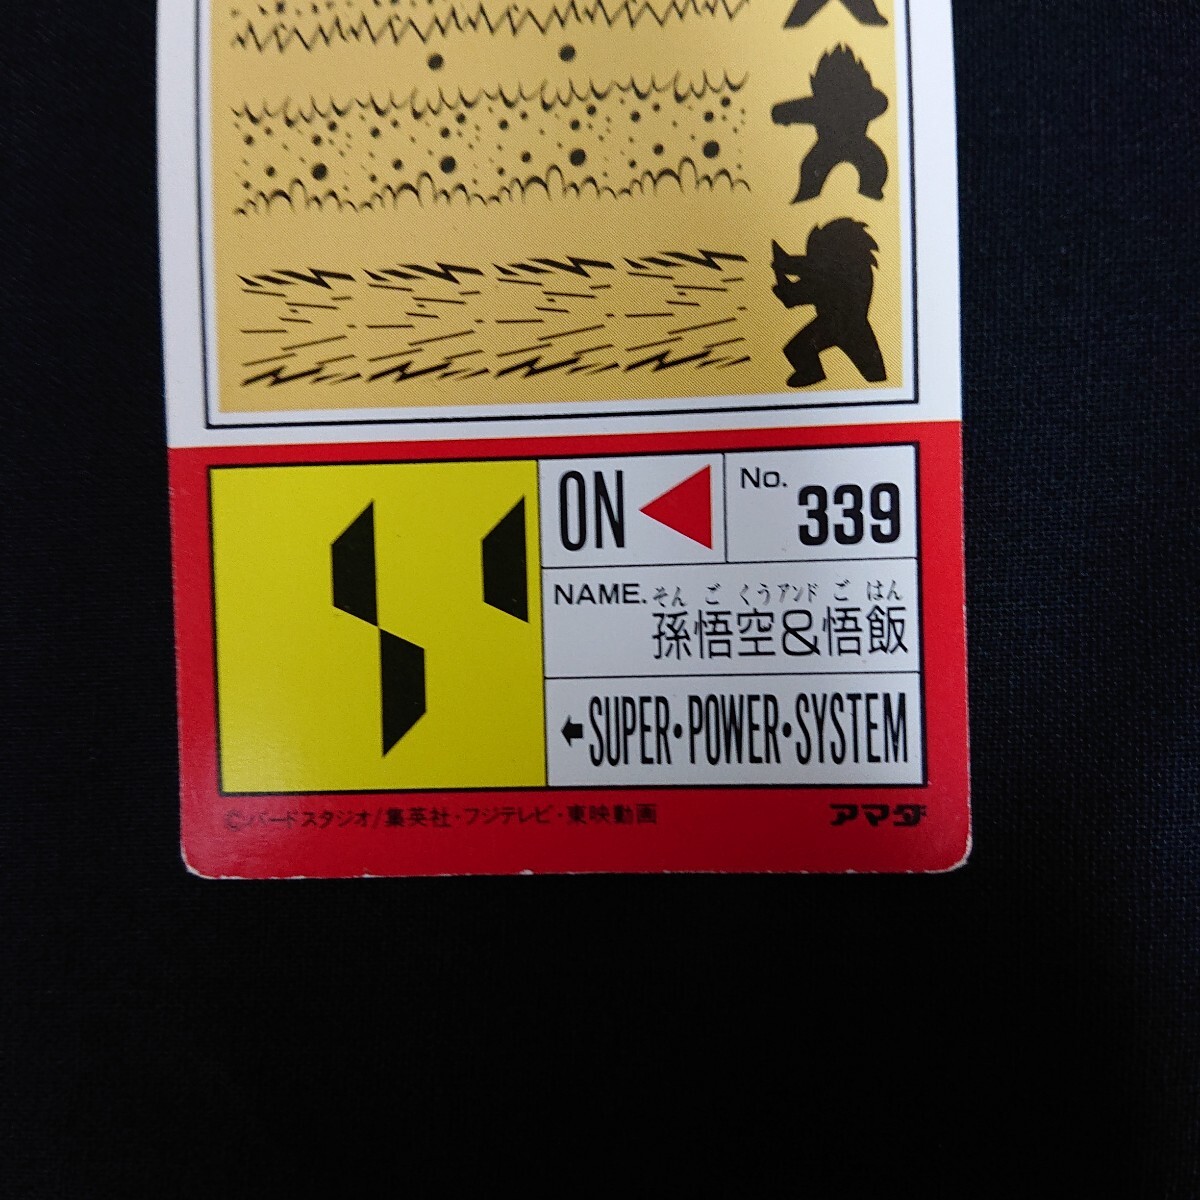 ON
No. 339
そんごくうアンドごはん
NAME. 孫悟空&悟飯
SUPER・POWER・SYSTEM
©バードスタジオ/集英社・フジテレビ・東映動画
アマダ